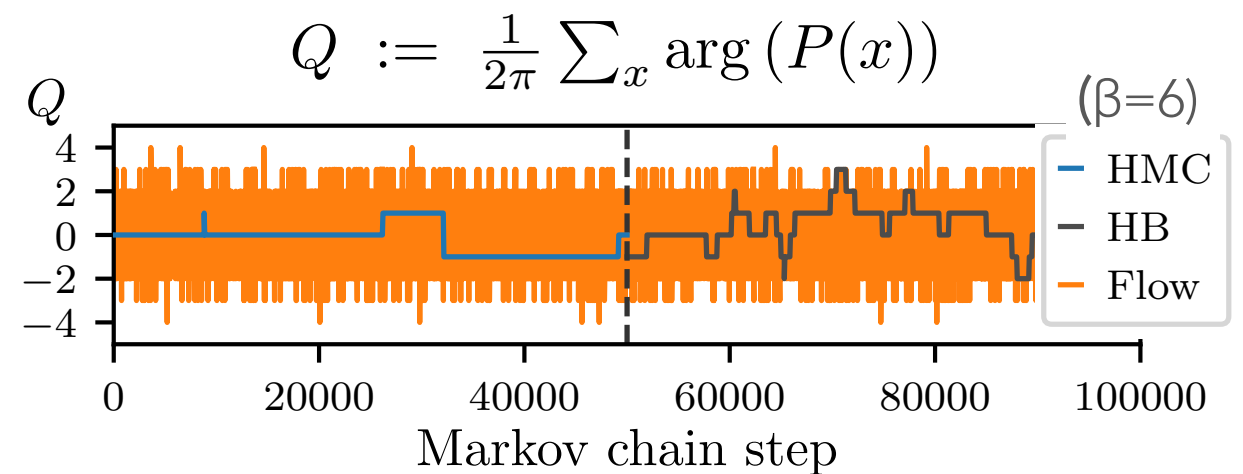 Q := 1/2π ∑x arg (P(x))
Q
(β=6)
4
2
0
−2
−4
HMC
HB
Flow
0 20000 40000 60000 80000 100000
Markov chain step